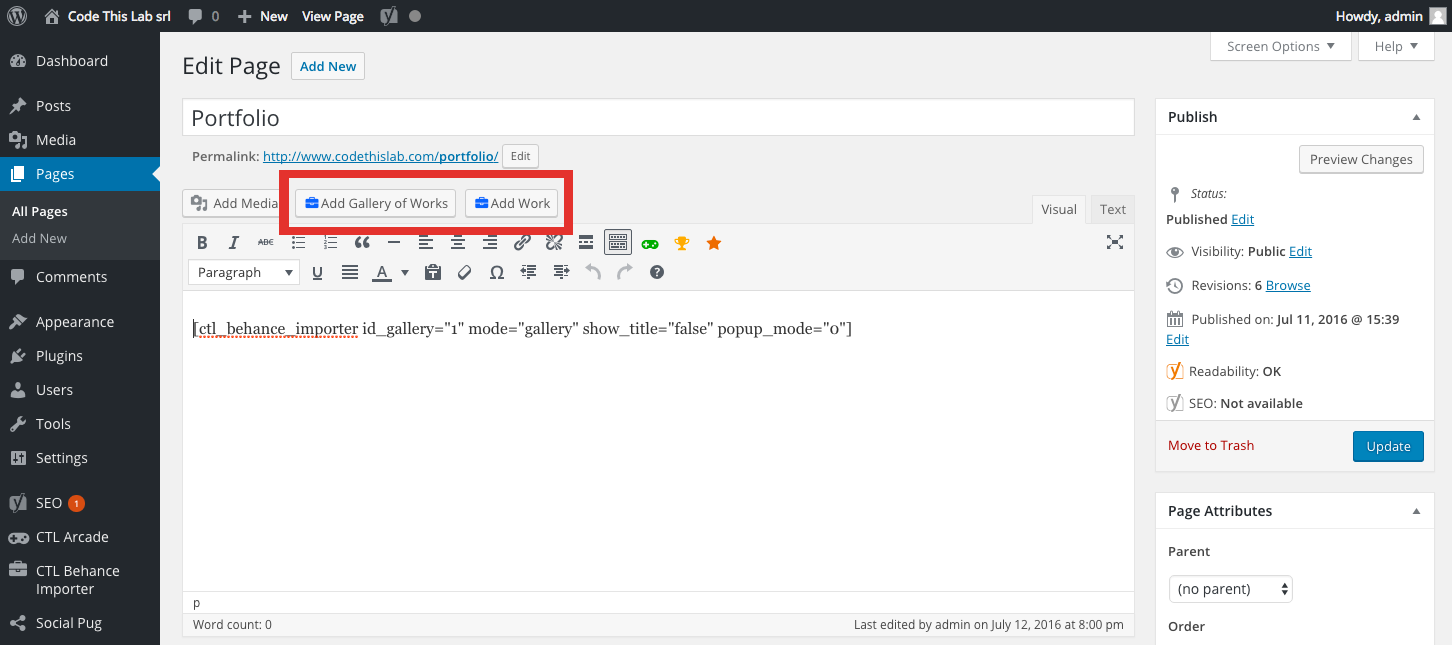 Code This Lab srl 0 New View Page Howdy, admin
Dashboard
Posts
Media
Pages
All Pages
Add New
Comments
Appearance
Plugins
Users
Tools
Settings
SEO 1
CTL Arcade
CTL Behance
Importer
Social Pug
Screen Options Help
Edit Page Add New
Portfolio
Permalink: http://www.codethislab.com/portfolio/ Edit
Add Media Add Gallery of Works Add Work
Visual Text
B I ABC
Paragraph U A Ω ?
[ctl_behance_importer id_gallery="1" mode="gallery" show_title="false" popup_mode="0"]
p
Word count: 0 Last edited by admin on July 12, 2016 at 8:00 pm
Publish
Preview Changes
Status:
Published Edit
Visibility: Public Edit
Revisions: 6 Browse
Published on: Jul 11, 2016 @ 15:39
Edit
Readability: OK
SEO: Not available
Move to Trash Update
Page Attributes
Parent
(no parent)
Order